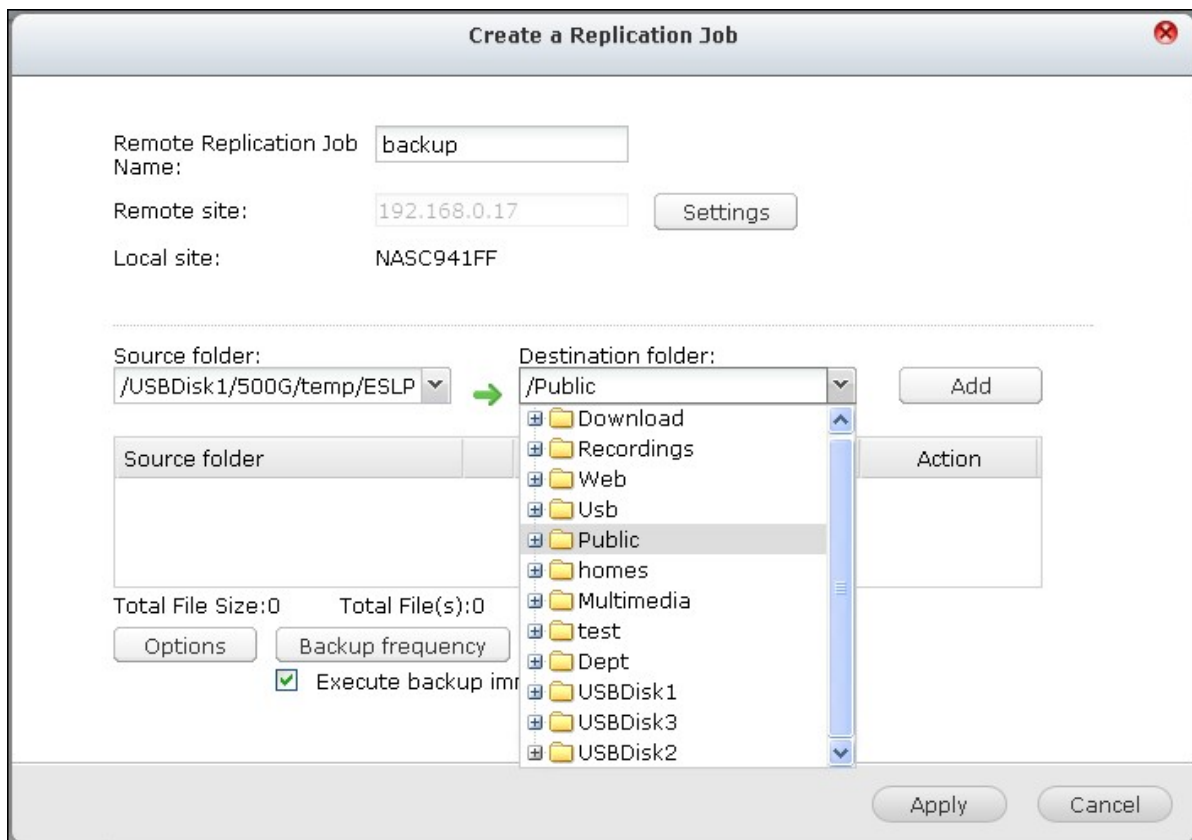 Create a Replication Job
Remote Replication Job
Name:
backup
Remote site:
192.168.0.17
Settings
Local site:
NASC941FF
Source folder:
Destination folder:
/USBDisk1/500G/temp/ESLP
/Public
Add
Download
Recordings
Web
Usb
Public
homes
Multimedia
test
Dept
USBDisk1
USBDisk3
USBDisk2
Source folder
Action
Total File Size:0
Total File(s):0
Options
Backup frequency
Execute backup
Apply
Cancel